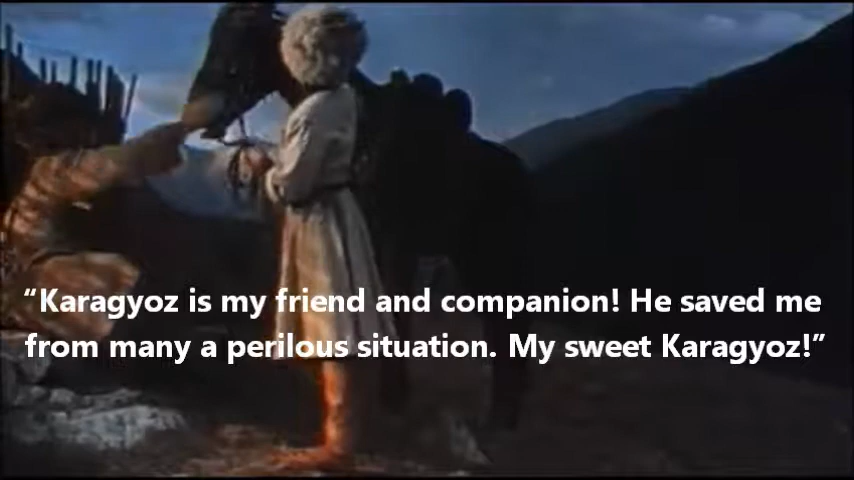 “Karagyoz is my friend and companion! He saved me
from many a perilous situation. My sweet Karagyoz!”